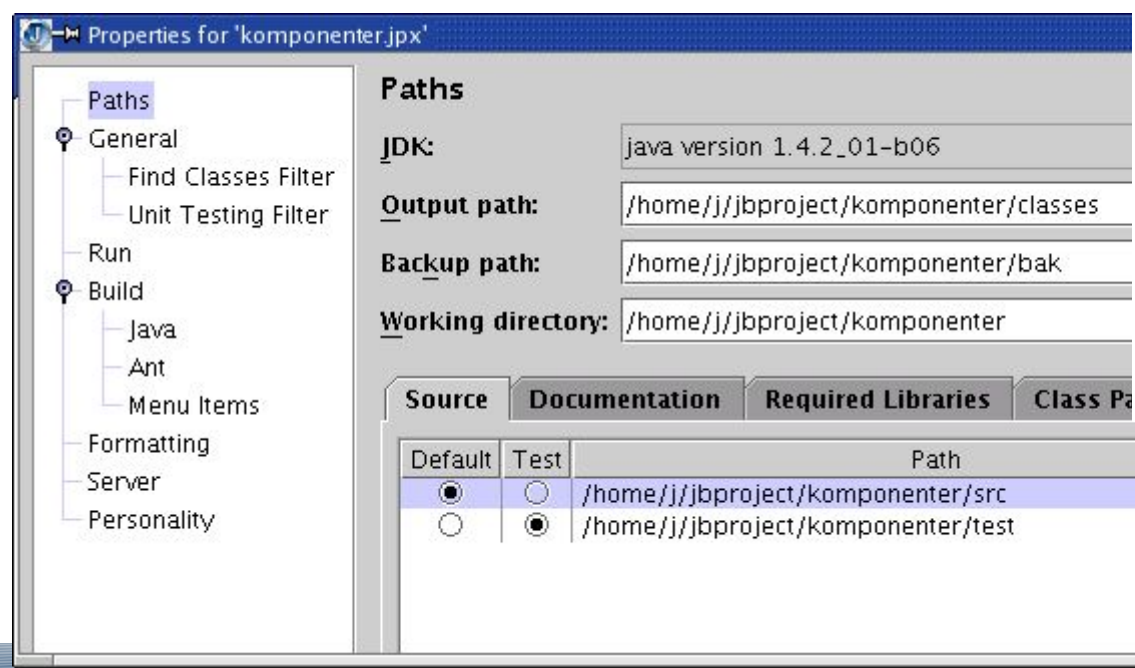 Properties for 'komponenter.jpx'
Paths
General
Find Classes Filter
Unit Testing Filter
Run
Build
Java
Ant
Menu Items
Formatting
Server
Personality
Paths
JDK: java version 1.4.2_01-b06
Output path: /home/j/jbproject/komponenter/classes
Backup path: /home/j/jbproject/komponenter/bak
Working directory: /home/j/jbproject/komponenter
Source Documentation Required Libraries Class Pa
Default Test Path
/home/j/jbproject/komponenter/src
/home/j/jbproject/komponenter/test